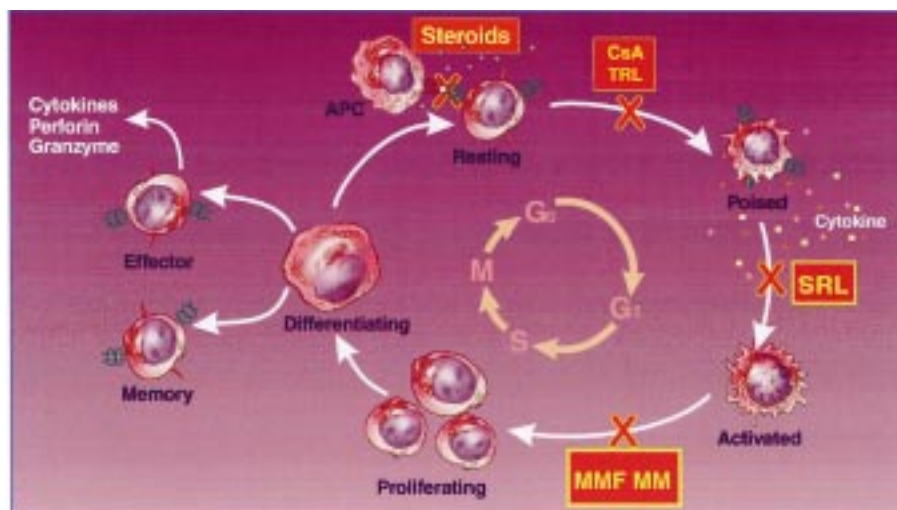 Steroids
CsA
TRL
APC
Resting
Cytokines
Perforin
Granzyme
Poised
Cytokine
Effector
G0
M
G1
S
SRL
Differentiating
Memory
Activated
Proliferating
MMF MM